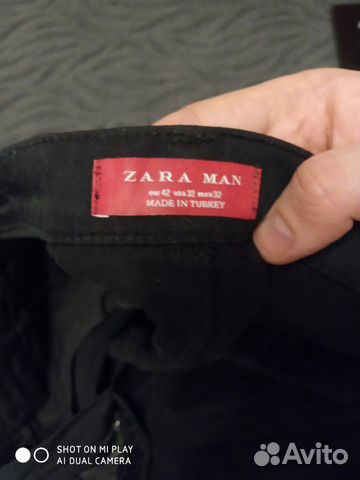 ZARA MAN
eur 42 usa 32 mex 32
MADE IN TURKEY
SHOT ON MI PLAY
AI DUAL CAMERA
Avito